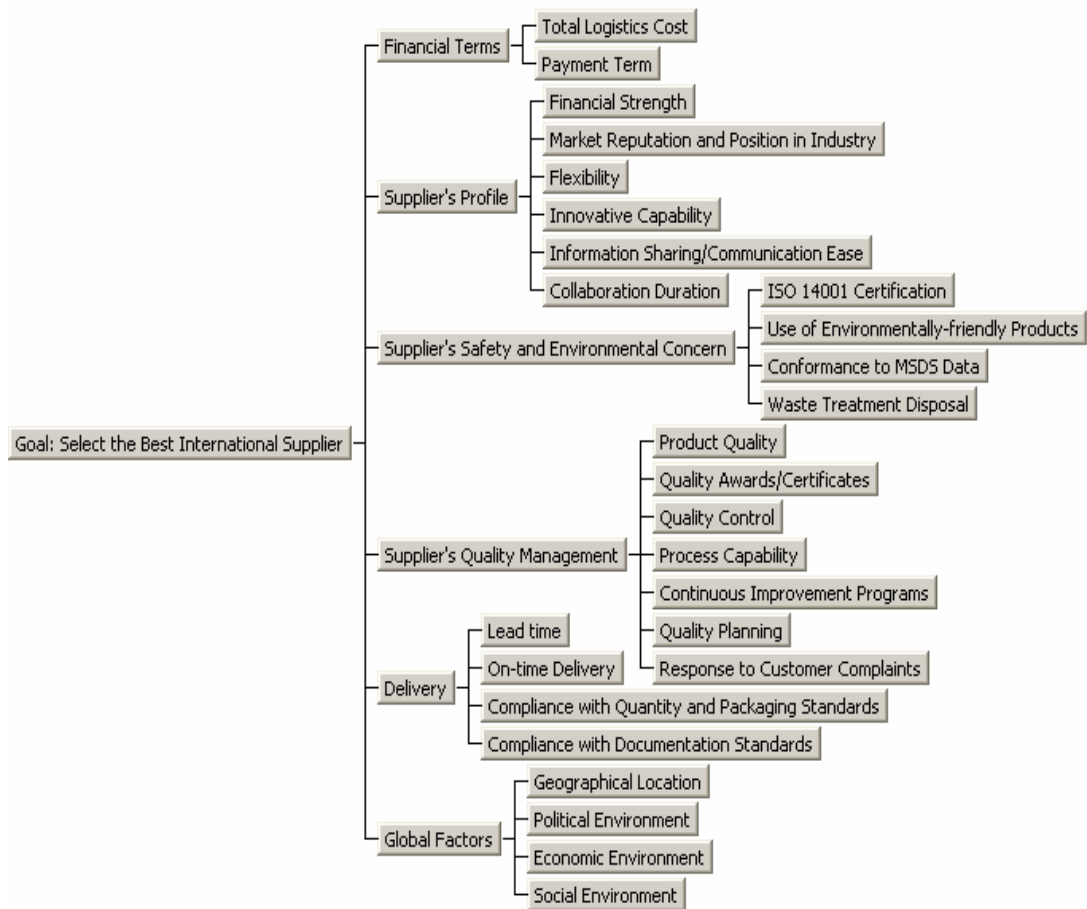 Goal: Select the Best International Supplier
Financial Terms
Total Logistics Cost
Payment Term
Supplier's Profile
Financial Strength
Market Reputation and Position in Industry
Flexibility
Innovative Capability
Information Sharing/Communication Ease
Collaboration Duration
Supplier's Safety and Environmental Concern
ISO 14001 Certification
Use of Environmentally-friendly Products
Conformance to MSDS Data
Waste Treatment Disposal
Supplier's Quality Management
Product Quality
Quality Awards/Certificates
Quality Control
Process Capability
Continuous Improvement Programs
Quality Planning
Response to Customer Complaints
Delivery
Lead time
On-time Delivery
Compliance with Quantity and Packaging Standards
Compliance with Documentation Standards
Global Factors
Geographical Location
Political Environment
Economic Environment
Social Environment